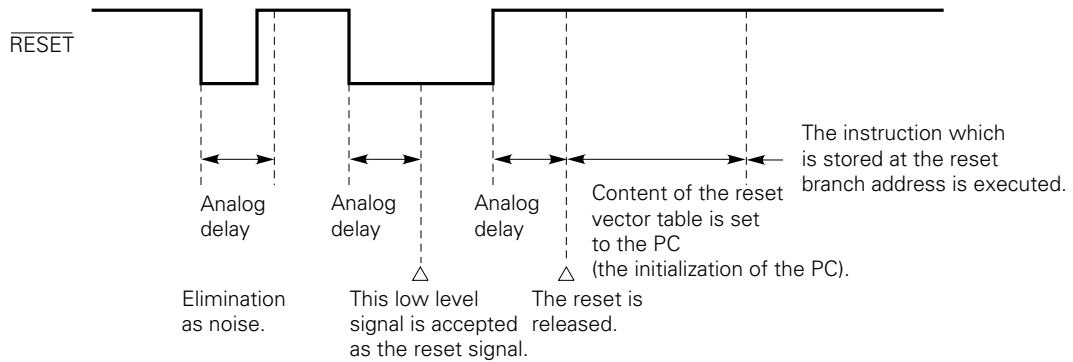 RESET
The instruction which
is stored at the reset
branch address is executed.
Analog
delay
Analog
delay
Analog
delay
Content of the reset
vector table is set
to the PC
(the initialization of the PC).
Elimination
as noise.
This low level
signal is accepted
as the reset signal.
The reset is
released.